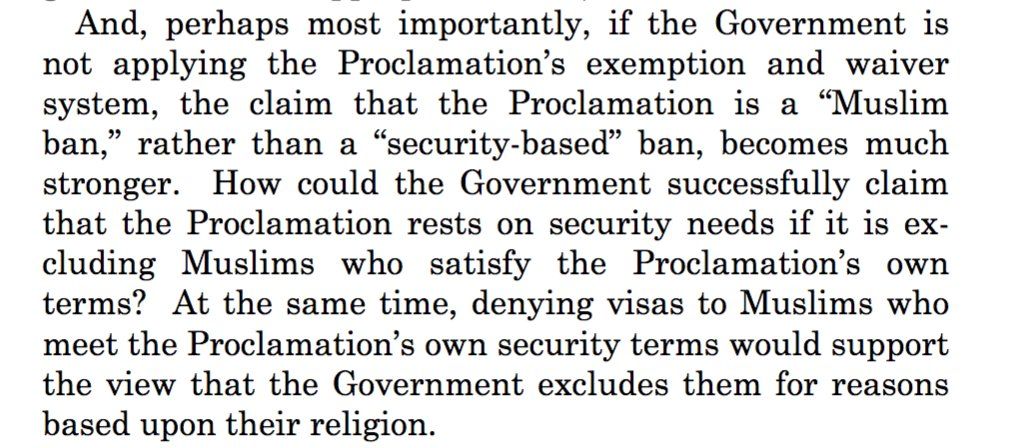 And, perhaps most importantly, if the Government is
not applying the Proclamation’s exemption and waiver
system, the claim that the Proclamation is a “Muslim
ban,” rather than a “security-based” ban, becomes much
stronger. How could the Government successfully claim
that the Proclamation rests on security needs if it is ex-
cluding Muslims who satisfy the Proclamation’s own
terms? At the same time, denying visas to Muslims who
meet the Proclamation’s own security terms would support
the view that the Government excludes them for reasons
based upon their religion.